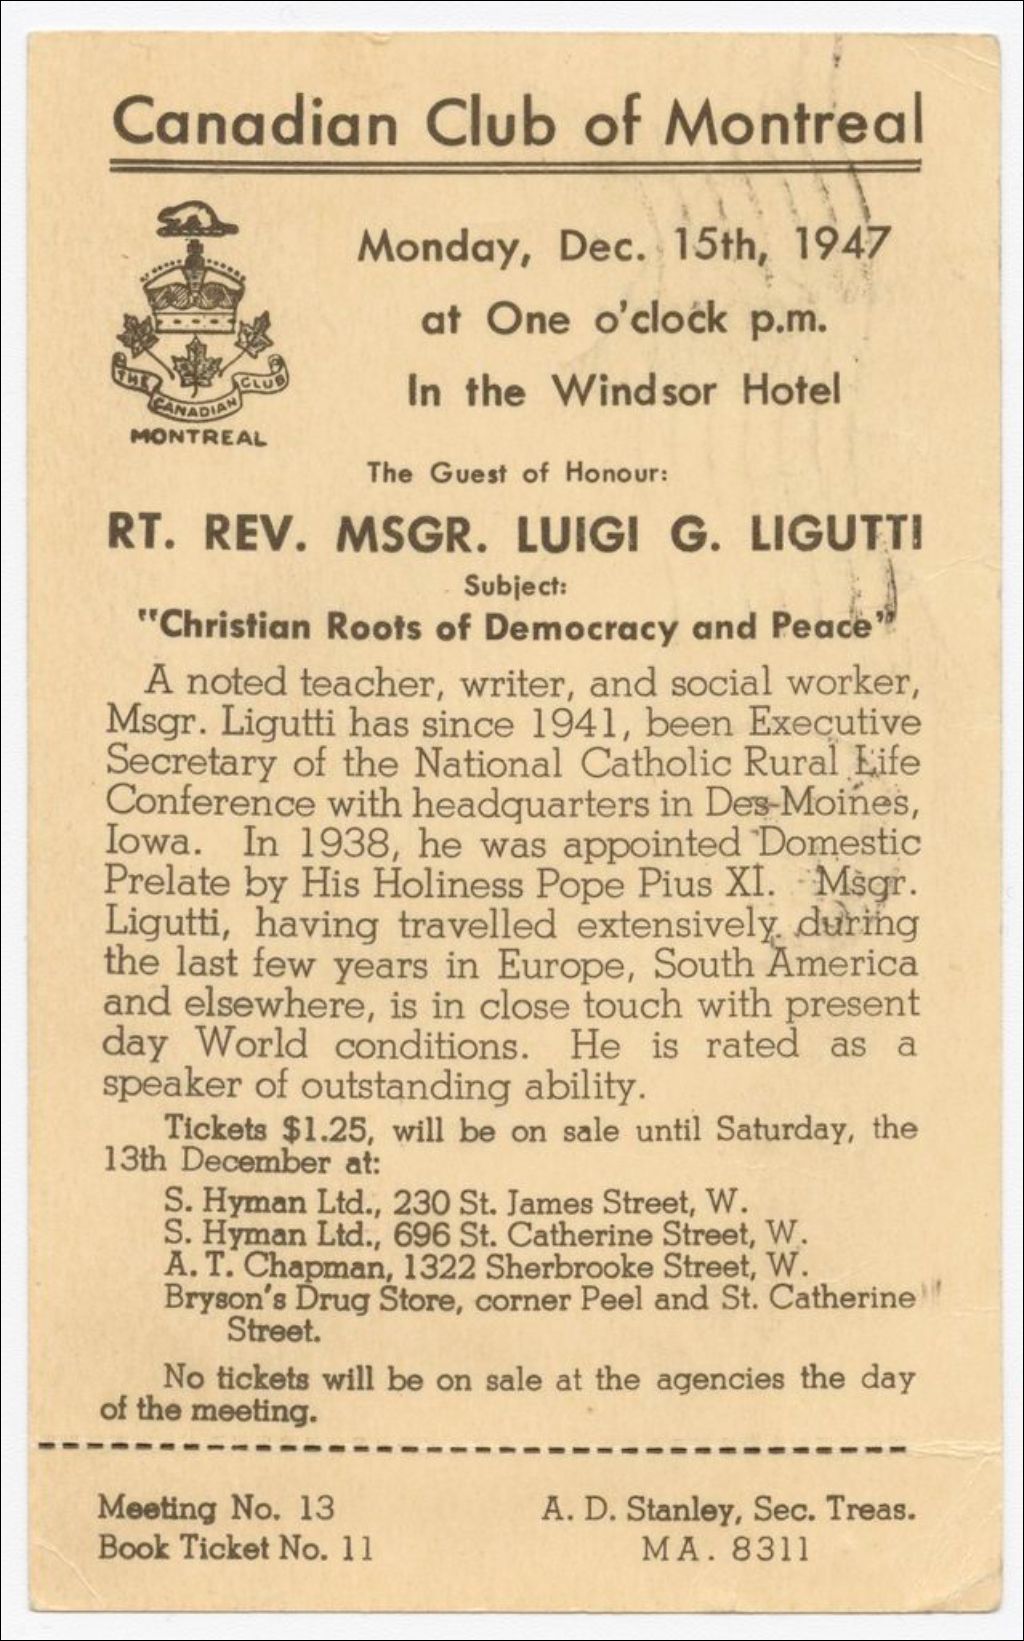 Canadian Club of Montreal
Monday, Dec. 15th, 1947
at One o'clock p.m.
In the Windsor Hotel
THE CANADIAN CLUB
MONTREAL
The Guest of Honour:
RT. REV. MSGR. LUIGI G. LIGUTTI
Subject:
"Christian Roots of Democracy and Peace"
A noted teacher, writer, and social worker,
Msgr. Ligutti has since 1941, been Executive
Secretary of the National Catholic Rural Life
Conference with headquarters in Des-Moines,
Iowa. In 1938, he was appointed Domestic
Prelate by His Holiness Pope Pius XI. Msgr.
Ligutti, having travelled extensively during
the last few years in Europe, South America
and elsewhere, is in close touch with present
day World conditions. He is rated as a
speaker of outstanding ability.
Tickets $1.25, will be on sale until Saturday, the
13th December at:
S. Hyman Ltd., 230 St. James Street, W.
S. Hyman Ltd., 696 St. Catherine Street, W.
A. T. Chapman, 1322 Sherbrooke Street, W.
Bryson's Drug Store, corner Peel and St. Catherine
Street.
No tickets will be on sale at the agencies the day
of the meeting.
Meeting No. 13
Book Ticket No. 11
A. D. Stanley, Sec. Treas.
MA. 8311